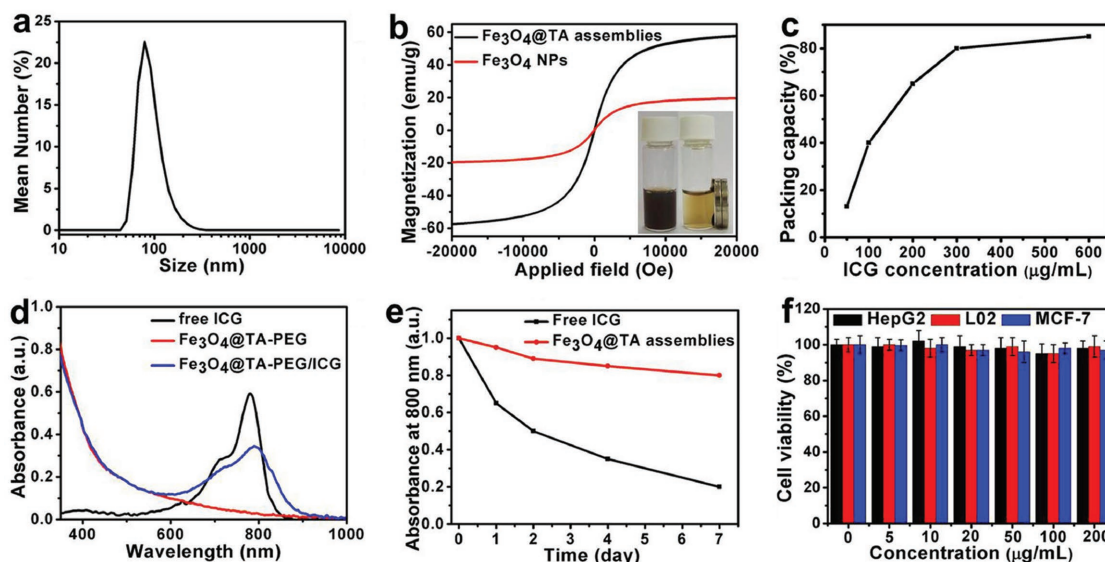 a
Mean Number (%)
25
20
15
10
5
0
10
100
1000
10000
Size (nm)
b
Magnetization (emu/g)
60
40
20
0
-20
-40
-60
Fe₃O₄@TA assemblies
Fe₃O₄ NPs
-20000
-10000
0
10000
20000
Applied field (Oe)
c
Packing capacity (%)
80
60
40
20
0
0
100
200
300
400
500
600
ICG concentration (µg/mL)
d
Absorbance (a.u.)
1.0
0.8
0.6
0.4
0.2
0.0
free ICG
Fe₃O₄@TA-PEG
Fe₃O₄@TA-PEG/ICG
400
600
800
1000
Wavelength (nm)
e
Absorbance at 800 nm (a.u.)
1.0
0.8
0.6
0.4
0.2
Free ICG
Fe₃O₄@TA assemblies
0
1
2
3
4
5
6
7
Time (day)
f
Cell viability (%)
120
100
80
60
40
20
0
HepG2
L02
MCF-7
0
5
10
20
50
100
200
Concentration (µg/mL)